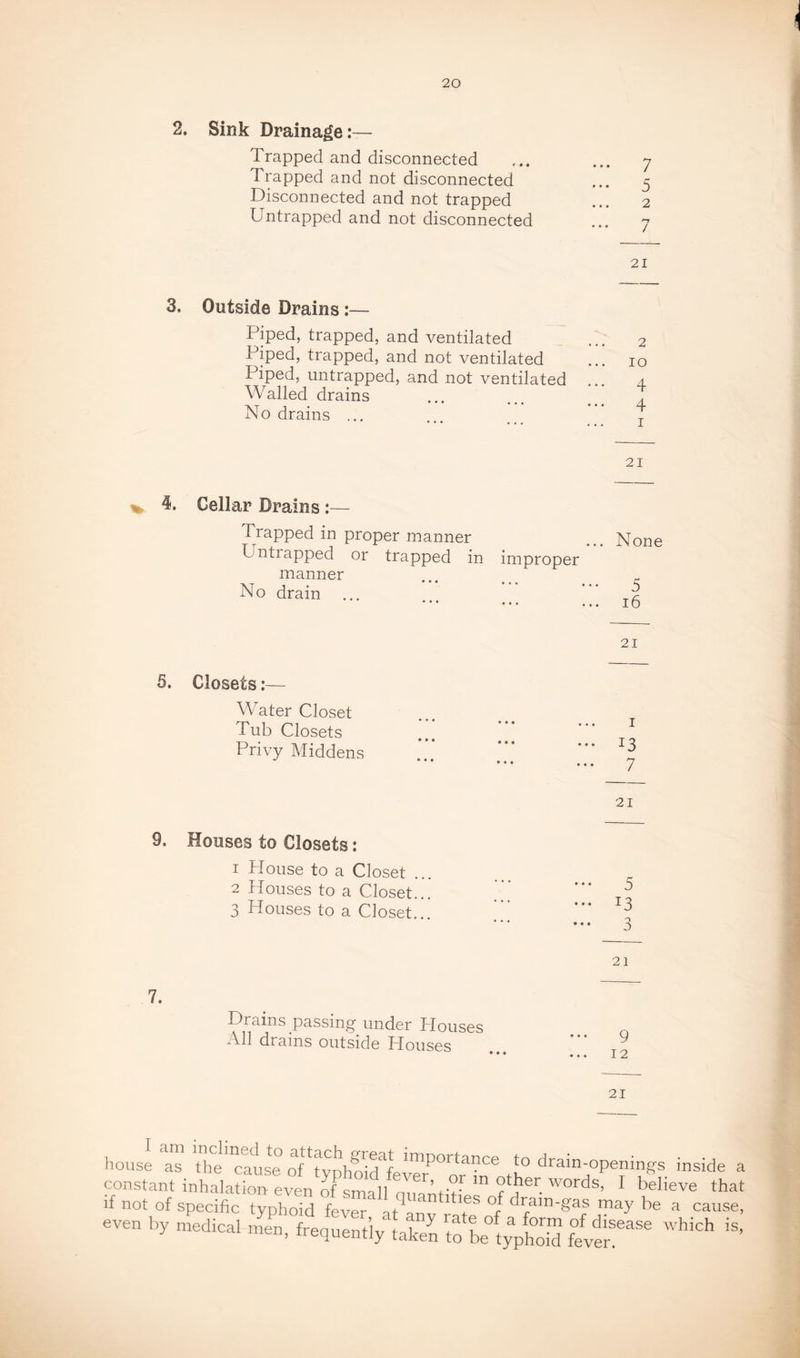 20
2. Sink Drainage:—
Trapped and disconnected ... ... 7
Trapped and not disconnected ... 5
Disconnected and not trapped ... 2
Untrapped and not disconnected ... 7
21
3. Outside Drains:—
Piped, trapped, and ventilated ... 2
Piped, trapped, and not ventilated ... 10
Piped, untrapped, and not ventilated ... 4
Walled drains ... ... ... 4
No drains ... ... ... ... 1
21
4. Cellar Drains:—
Trapped in proper manner ... None
Untrapped or trapped in improper
manner ... ... ... 5
No drain ... ... ... ... 16
21
5. Closets:—
Water Closet ... ... ... 1
Tub Closets ... ... ... 13
Privy Middens ... ... ... 7
21
9. Houses to Closets:
1 House to a Closet ... ... ... 5
2 Houses to a Closet... ... ... 13
3 Houses to a Closet... ... ... 3
21
7.
Drains passing under Houses ... 9
All drains outside Houses ... ... 12
21
I am inclined to attach great importance to drain-openings inside a
house as the cause of typhoid fever, or in other words, I believe that
constant inhalation even of small quantities of drain-gas may be a cause,
if not of specific typhoid fever, at any rate of a form of disease which is,
even by medical men, frequently taken to be typhoid fever.